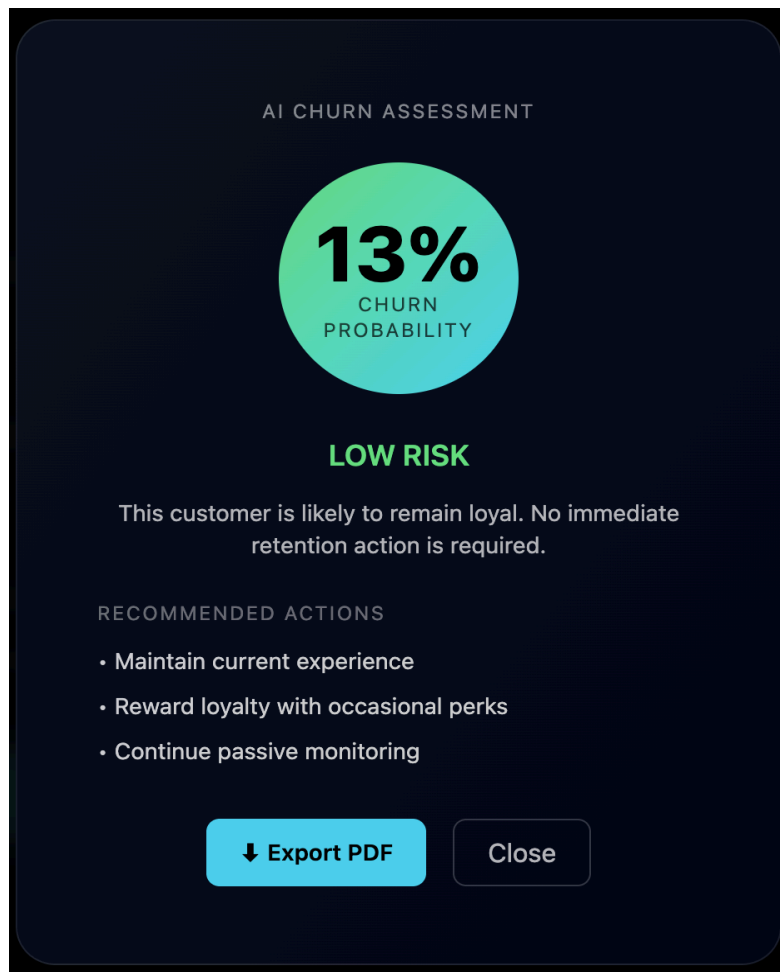 AI CHURN ASSESSMENT
13%
CHURN
PROBABILITY
LOW RISK
This customer is likely to remain loyal. No immediate
retention action is required.
RECOMMENDED ACTIONS
• Maintain current experience
• Reward loyalty with occasional perks
• Continue passive monitoring
⬇ Export PDF
Close